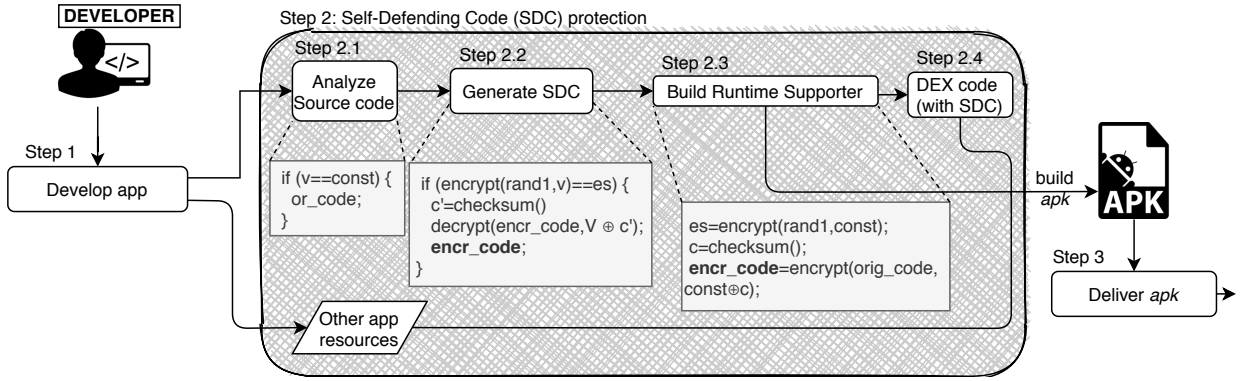 DEVELOPER
</>
Step 1
Develop app
Step 2: Self-Defending Code (SDC) protection
Step 2.1
Analyze
Source code
Step 2.2
Generate SDC
Step 2.3
Build Runtime Supporter
Step 2.4
DEX code
(with SDC)
if (v==const) {
or_code;
}
if (encrypt(rand1,v)==es) {
c'=checksum()
decrypt(encr_code,V ⊕ c');
encr_code;
}
es=encrypt(rand1,const);
c=checksum();
encr_code=encrypt(orig_code,
const⊕c);
Other app
resources
build
apk
APK
Step 3
Deliver apk